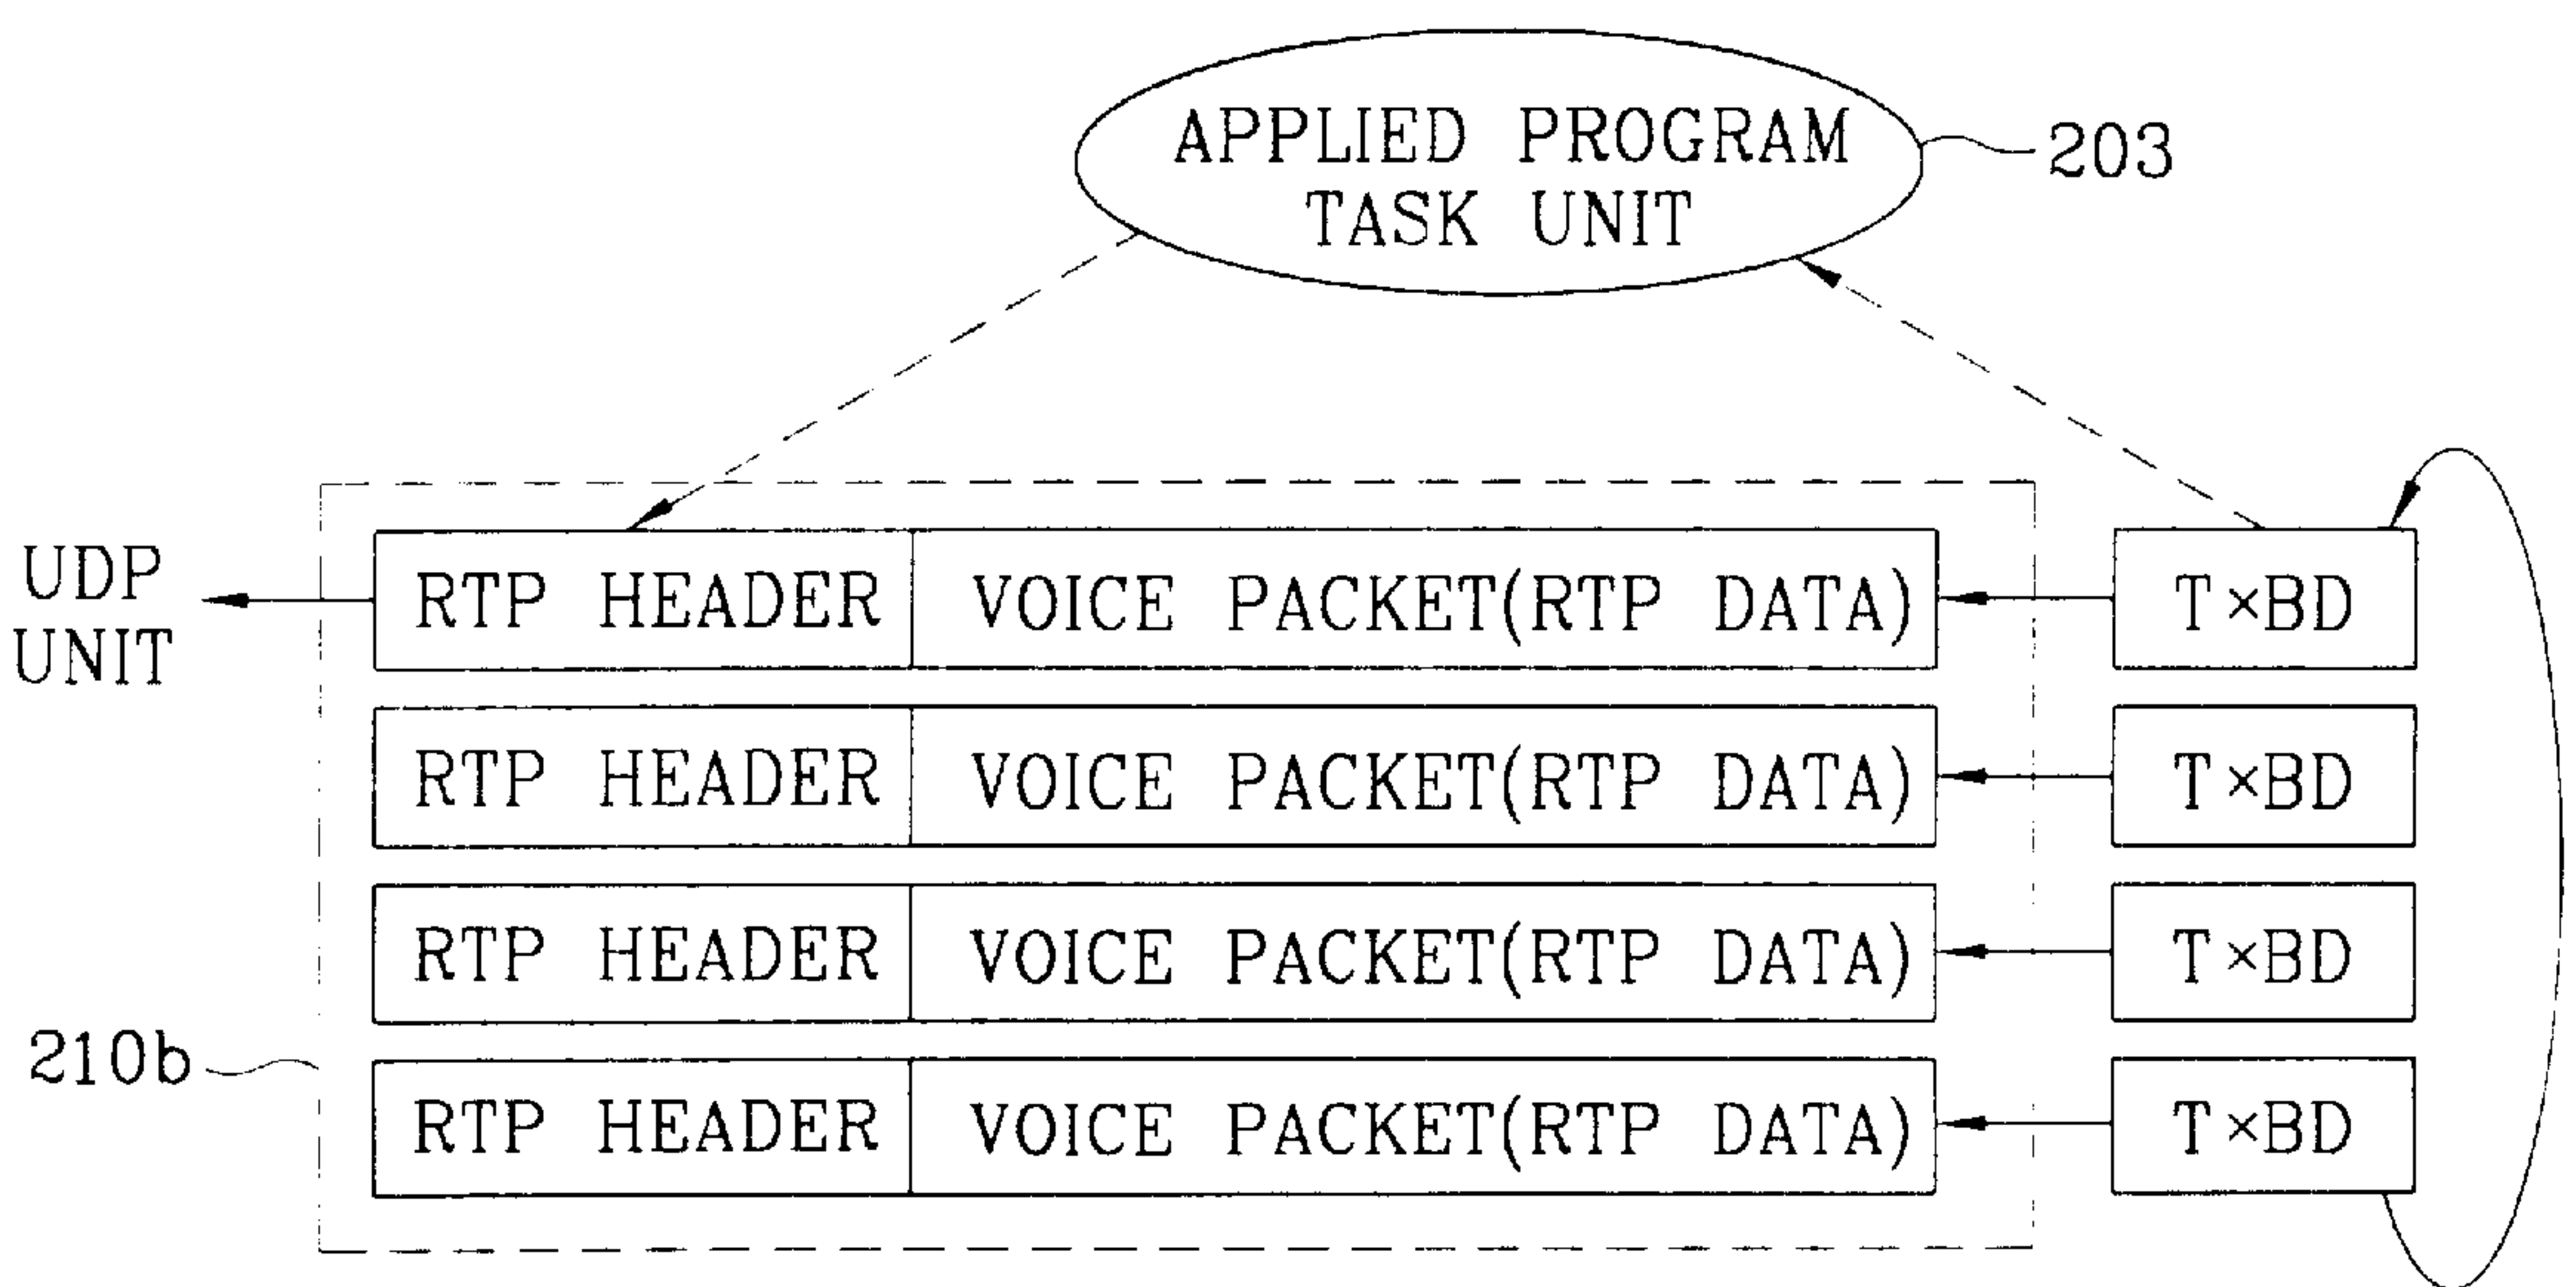 APPLIED PROGRAM
TASK UNIT
203
UDP
UNIT
RTP HEADER
VOICE PACKET(RTP DATA)
T×BD
RTP HEADER
VOICE PACKET(RTP DATA)
T×BD
RTP HEADER
VOICE PACKET(RTP DATA)
T×BD
210b
RTP HEADER
VOICE PACKET(RTP DATA)
T×BD